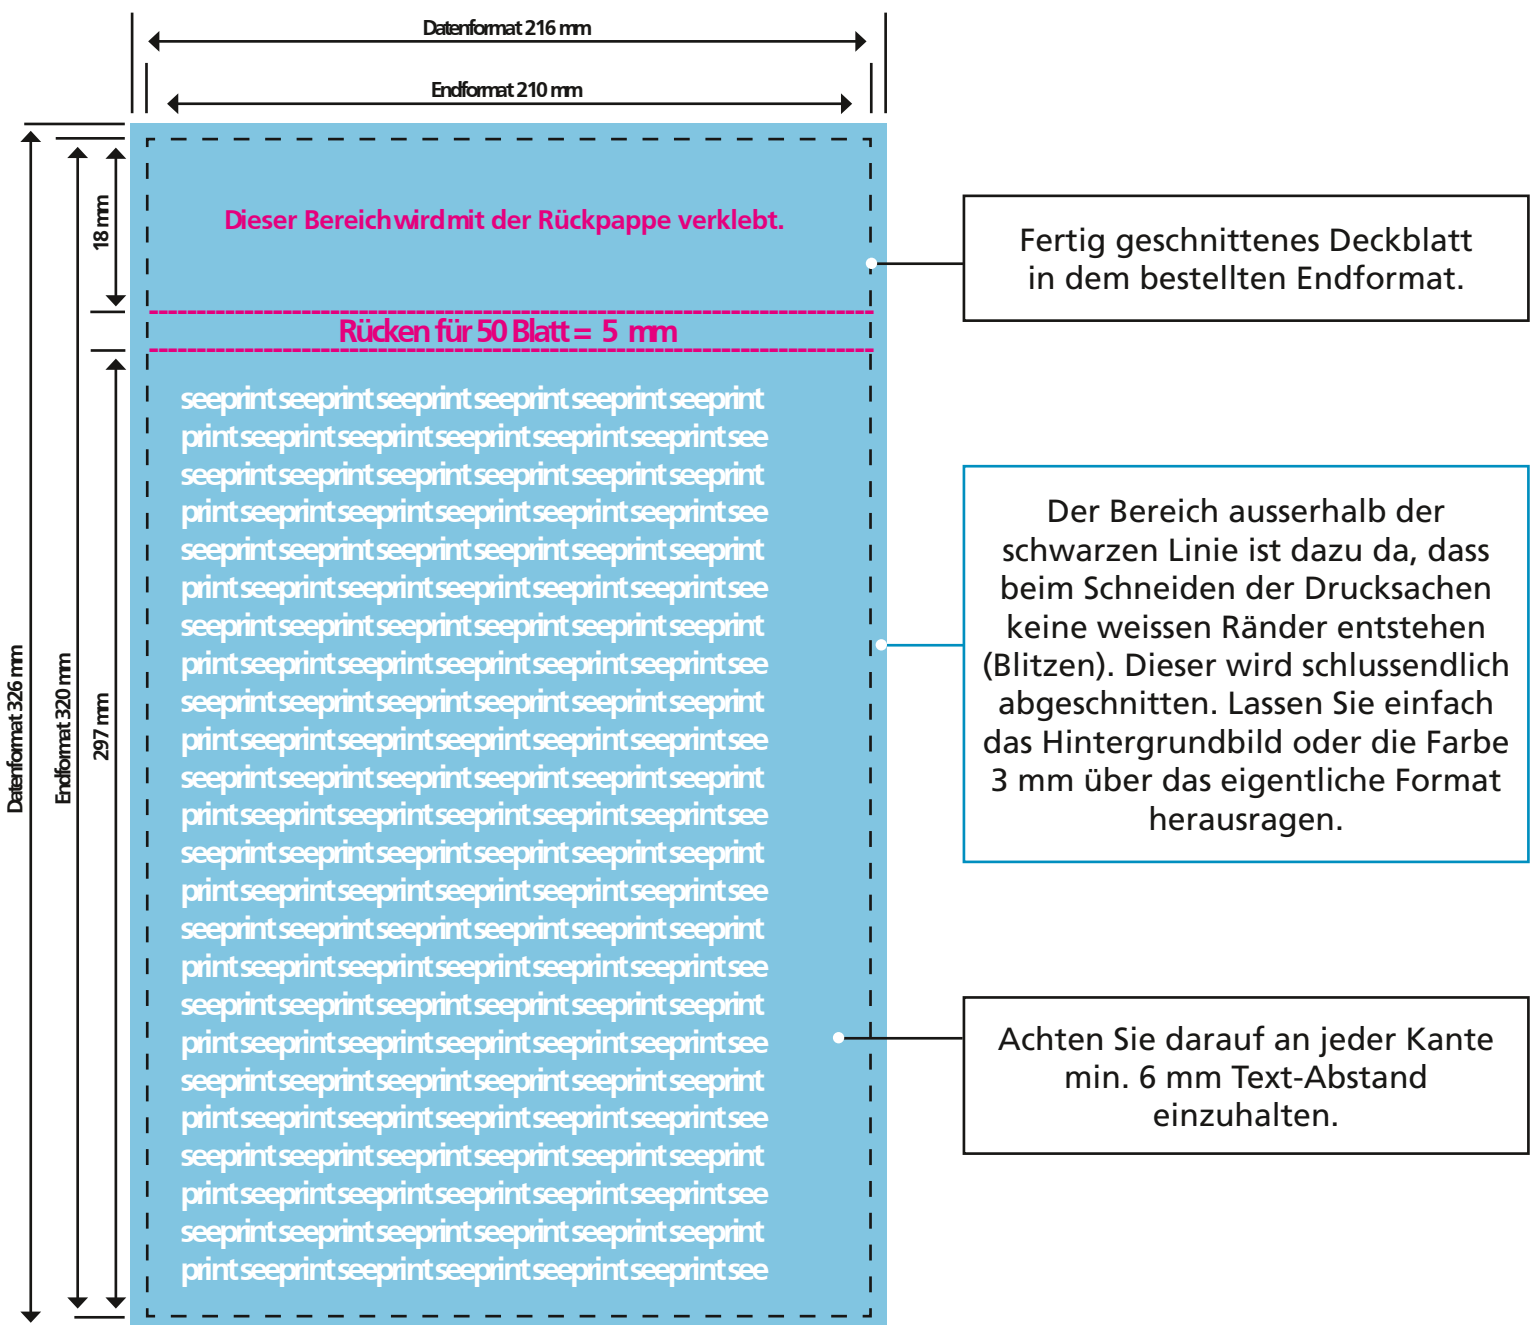 Datenformat 216 mm
Endformat 210 mm
18 mm
Dieser Bereich wird mit der Rückpappe verklebt.
Rücken für 50 Blatt = 5 mm
Datenformat 326 mm
Endformat 320 mm
297 mm
seeprint seeprint seeprint seeprint seeprint seeprint
print seeprint seeprint seeprint seeprint seeprint see
seeprint seeprint seeprint seeprint seeprint seeprint
print seeprint seeprint seeprint seeprint seeprint see
seeprint seeprint seeprint seeprint seeprint seeprint
print seeprint seeprint seeprint seeprint seeprint see
seeprint seeprint seeprint seeprint seeprint seeprint
print seeprint seeprint seeprint seeprint seeprint see
seeprint seeprint seeprint seeprint seeprint seeprint
print seeprint seeprint seeprint seeprint seeprint see
seeprint seeprint seeprint seeprint seeprint seeprint
print seeprint seeprint seeprint seeprint seeprint see
seeprint seeprint seeprint seeprint seeprint seeprint
print seeprint seeprint seeprint seeprint seeprint see
seeprint seeprint seeprint seeprint seeprint seeprint
print seeprint seeprint seeprint seeprint seeprint see
seeprint seeprint seeprint seeprint seeprint seeprint
print seeprint seeprint seeprint seeprint seeprint see
seeprint seeprint seeprint seeprint seeprint seeprint
print seeprint seeprint seeprint seeprint seeprint see
seeprint seeprint seeprint seeprint seeprint seeprint
print seeprint seeprint seeprint seeprint seeprint see
seeprint seeprint seeprint seeprint seeprint seeprint
print seeprint seeprint seeprint seeprint seeprint see
Fertig geschnittenes Deckblatt
in dem bestellten Endformat.
Der Bereich ausserhalb der
schwarzen Linie ist dazu da, dass
beim Schneiden der Drucksachen
keine weissen Ränder entstehen
(Blitzen). Dieser wird schlussendlich
abgeschnitten. Lassen Sie einfach
das Hintergrundbild oder die Farbe
3 mm über das eigentliche Format
herausragen.
Achten Sie darauf an jeder Kante
min. 6 mm Text-Abstand
einzuhalten.